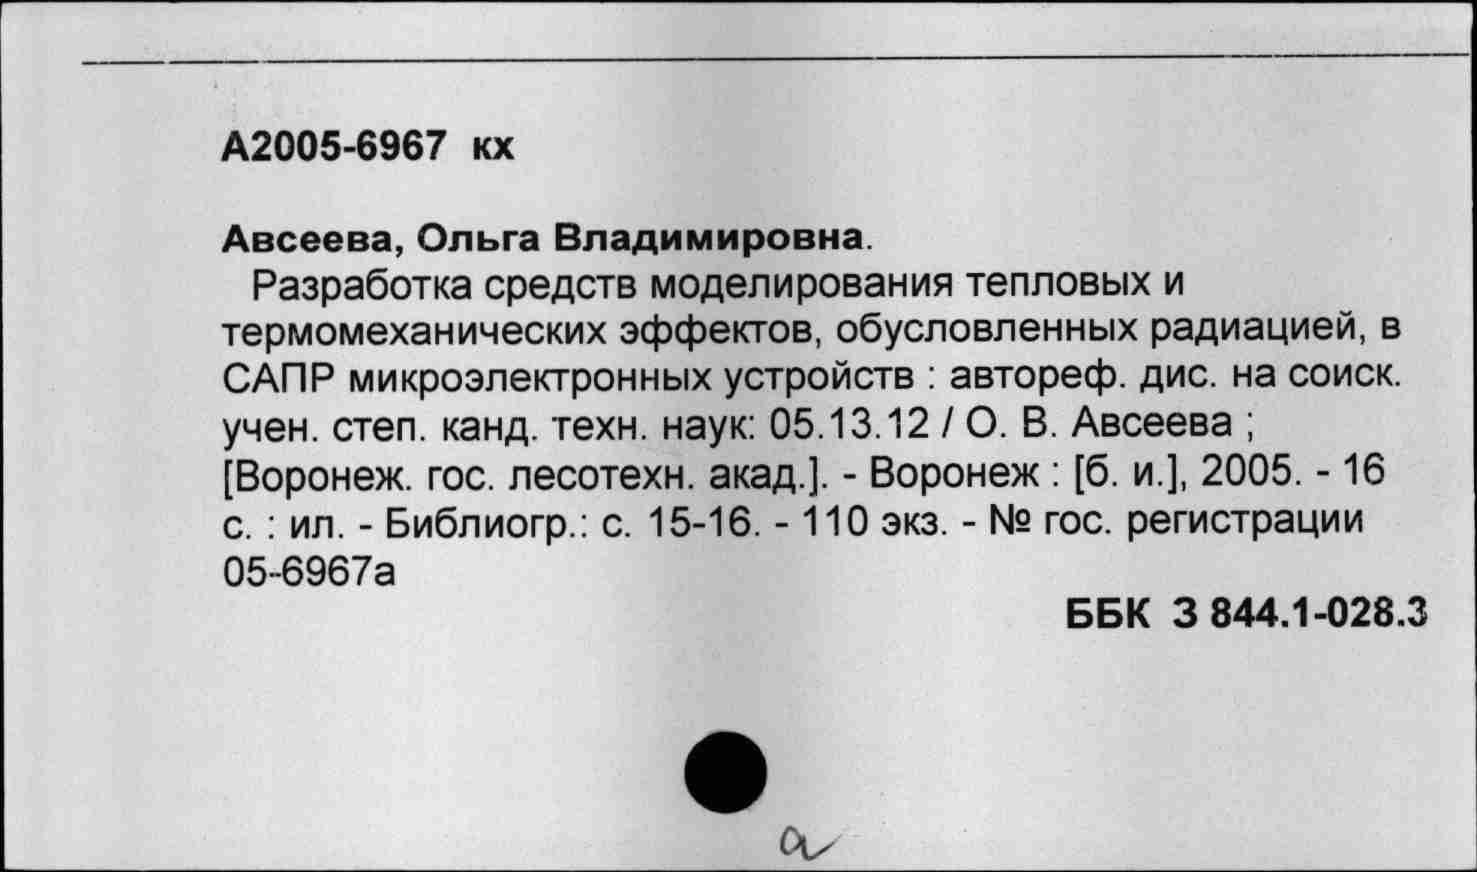 А2005-6967 кх
Авсеева, Ольга Владимировна.
Разработка средств моделирования тепловых и
термомеханических эффектов, обусловленных радиацией, в
САПР микроэлектронных устройств : автореф. дис. на соиск.
учен. степ. канд. техн. наук: 05.13.12 / О. В. Авсеева ;
[Воронеж. гос. лесотехн. акад.]. - Воронеж : [б. и.], 2005. - 16
с. : ил. - Библиогр.: с. 15-16. - 110 экз. - № гос. регистрации
05-6967а
ББК З 844.1-028.3
а